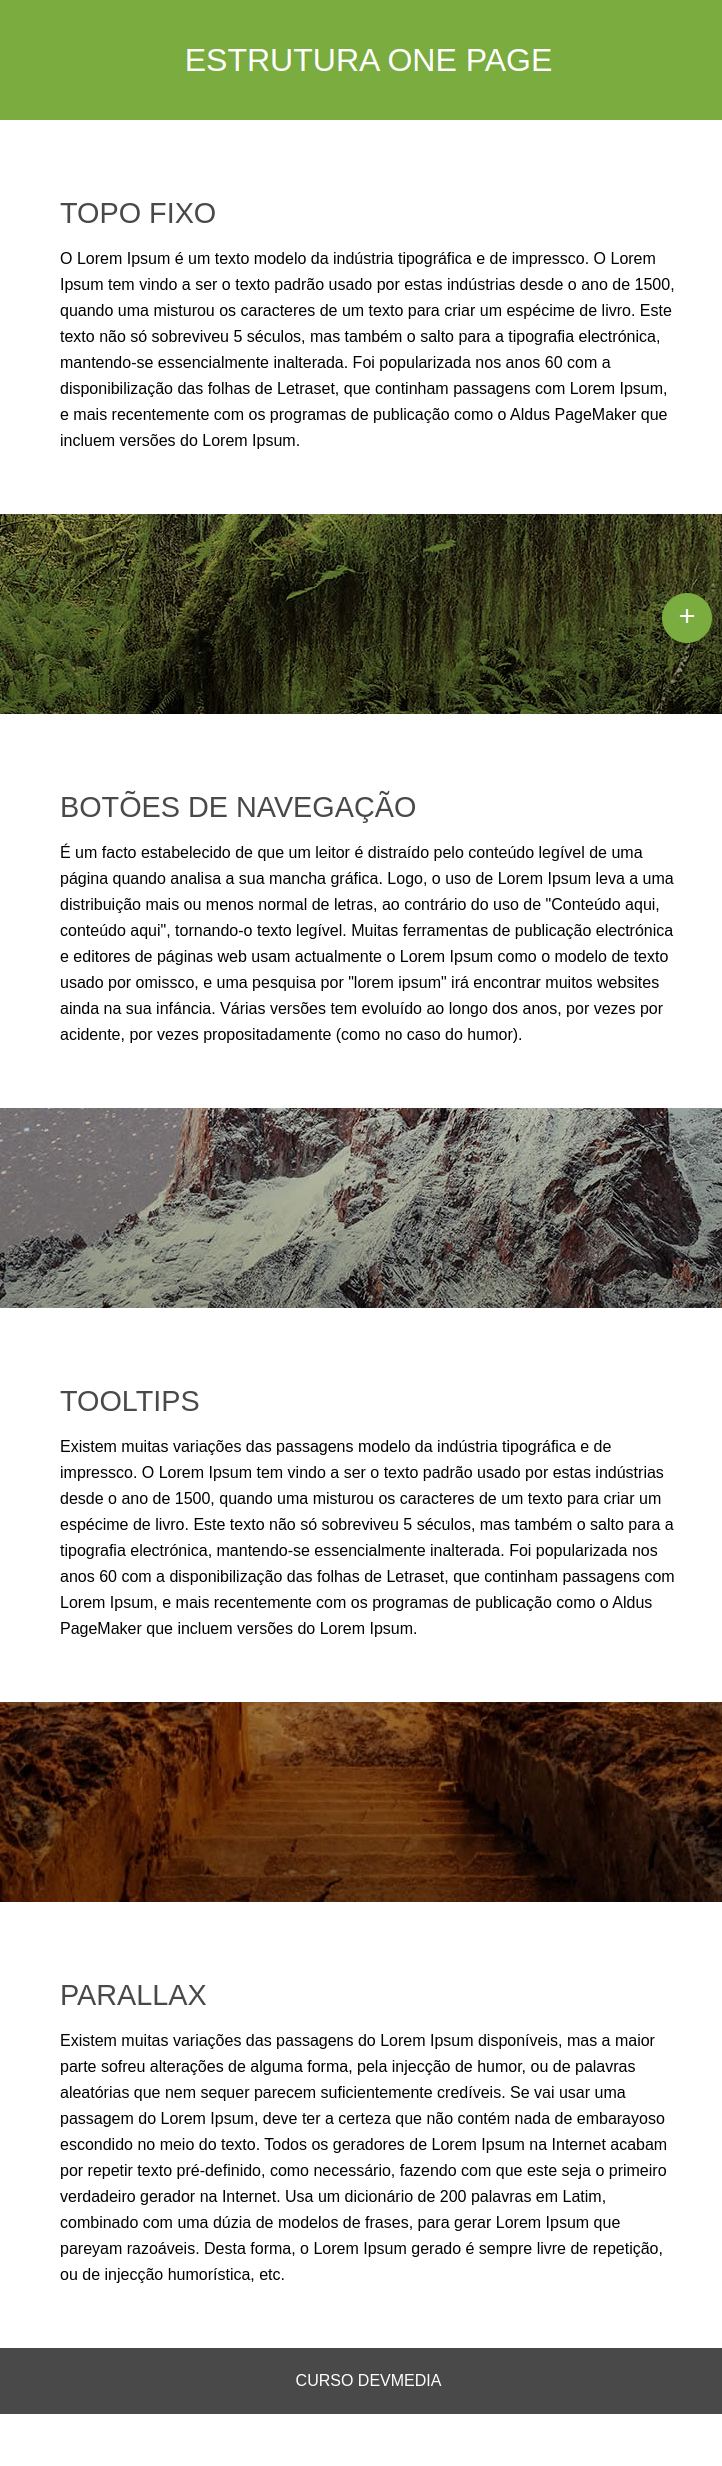 ESTRUTURA ONE PAGE
TOPO FIXO
O Lorem Ipsum é um texto modelo da indústria tipográfica e de impressco. O Lorem
Ipsum tem vindo a ser o texto padrão usado por estas indústrias desde o ano de 1500,
quando uma misturou os caracteres de um texto para criar um espécime de livro. Este
texto não só sobreviveu 5 séculos, mas também o salto para a tipografia electrónica,
mantendo-se essencialmente inalterada. Foi popularizada nos anos 60 com a
disponibilização das folhas de Letraset, que continham passagens com Lorem Ipsum,
e mais recentemente com os programas de publicação como o Aldus PageMaker que
incluem versões do Lorem Ipsum.
+
BOTÕES DE NAVEGAÇÃO
É um facto estabelecido de que um leitor é distraído pelo conteúdo legível de uma
página quando analisa a sua mancha gráfica. Logo, o uso de Lorem Ipsum leva a uma
distribuição mais ou menos normal de letras, ao contrário do uso de "Conteúdo aqui,
conteúdo aqui", tornando-o texto legível. Muitas ferramentas de publicação electrónica
e editores de páginas web usam actualmente o Lorem Ipsum como o modelo de texto
usado por omissco, e uma pesquisa por "lorem ipsum" irá encontrar muitos websites
ainda na sua infáncia. Várias versões tem evoluído ao longo dos anos, por vezes por
acidente, por vezes propositadamente (como no caso do humor).
TOOLTIPS
Existem muitas variações das passagens modelo da indústria tipográfica e de
impressco. O Lorem Ipsum tem vindo a ser o texto padrão usado por estas indústrias
desde o ano de 1500, quando uma misturou os caracteres de um texto para criar um
espécime de livro. Este texto não só sobreviveu 5 séculos, mas também o salto para a
tipografia electrónica, mantendo-se essencialmente inalterada. Foi popularizada nos
anos 60 com a disponibilização das folhas de Letraset, que continham passagens com
Lorem Ipsum, e mais recentemente com os programas de publicação como o Aldus
PageMaker que incluem versões do Lorem Ipsum.
PARALLAX
Existem muitas variações das passagens do Lorem Ipsum disponíveis, mas a maior
parte sofreu alterações de alguma forma, pela injecção de humor, ou de palavras
aleatórias que nem sequer parecem suficientemente credíveis. Se vai usar uma
passagem do Lorem Ipsum, deve ter a certeza que não contém nada de embarayoso
escondido no meio do texto. Todos os geradores de Lorem Ipsum na Internet acabam
por repetir texto pré-definido, como necessário, fazendo com que este seja o primeiro
verdadeiro gerador na Internet. Usa um dicionário de 200 palavras em Latim,
combinado com uma dúzia de modelos de frases, para gerar Lorem Ipsum que
pareyam razoáveis. Desta forma, o Lorem Ipsum gerado é sempre livre de repetição,
ou de injecção humorística, etc.
CURSO DEVMEDIA